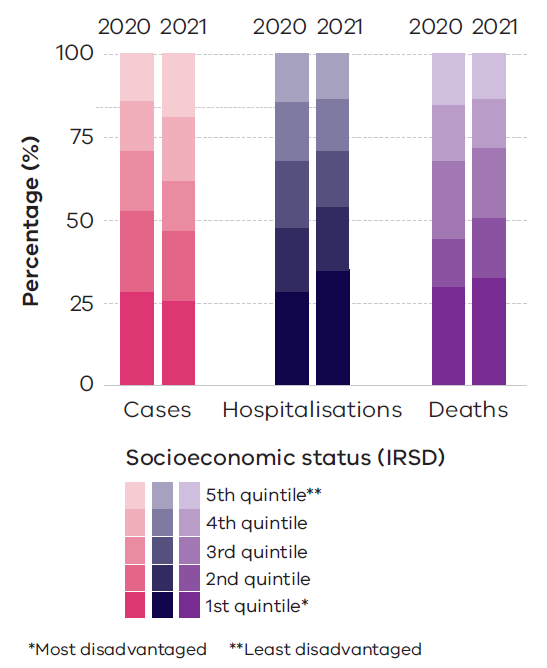 2020 2021 2020 2021 2020 2021
100
75
50
25
0
Percentage (%)
Cases Hospitalisations Deaths
Socioeconomic status (IRSD)
5th quintile**
4th quintile
3rd quintile
2nd quintile
1st quintile*
*Most disadvantaged **Least disadvantaged